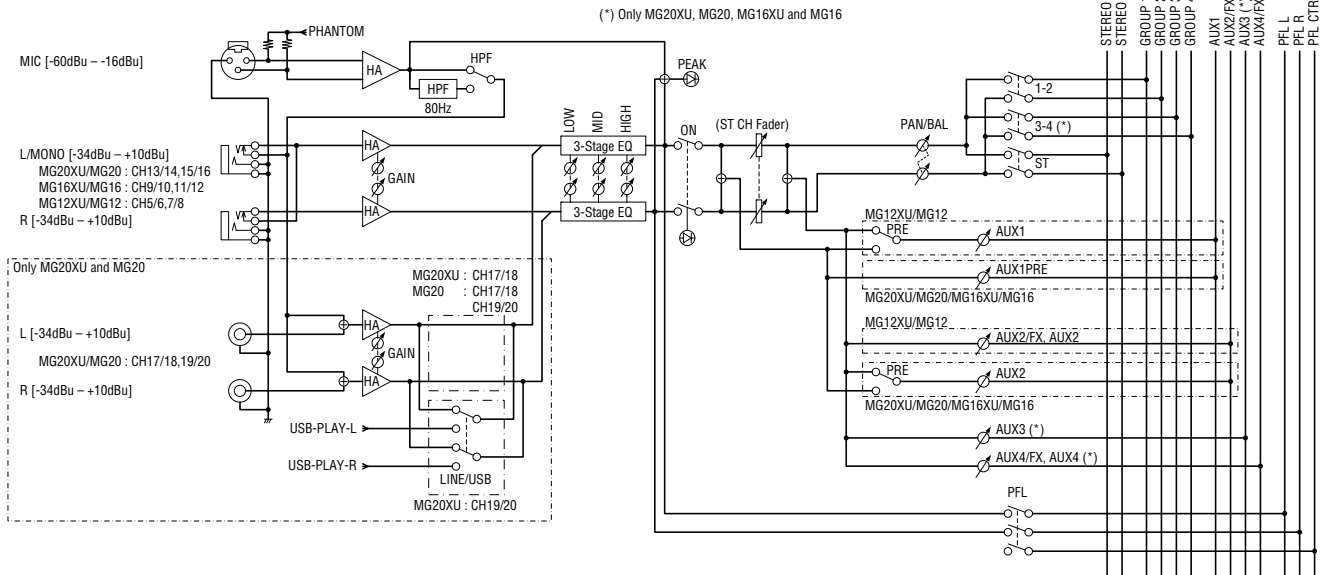 (*) Only MG20XU, MG20, MG16XU and MG16
STEREO
STEREO
GROUP
GROUP
GROUP
GROUP
AUX1
AUX2/FX
AUX3 (*)
AUX4/FX
PFL L
PFL R
PFL CTR
PHANTOM
MIC [-60dBu – -16dBu]
HA
HPF
HPF
80Hz
PEAK
L/MONO [-34dBu – +10dBu]
MG20XU/MG20 : CH13/14,15/16
MG16XU/MG16 : CH9/10,11/12
MG12XU/MG12 : CH5/6,7/8
R [-34dBu – +10dBu]
HA
GAIN
HA
LOW
MID
HIGH
3-Stage EQ
3-Stage EQ
ON
(ST CH Fader)
PAN/BAL
1-2
3-4 (*)
ST
MG12XU/MG12
PRE
AUX1
AUX1PRE
MG20XU/MG20/MG16XU/MG16
MG12XU/MG12
AUX2/FX, AUX2
PRE
AUX2
MG20XU/MG20/MG16XU/MG16
AUX3 (*)
AUX4/FX, AUX4 (*)
PFL
Only MG20XU and MG20
MG20XU : CH17/18
MG20 : CH17/18
CH19/20
L [-34dBu – +10dBu]
HA
GAIN
MG20XU/MG20 : CH17/18,19/20
R [-34dBu – +10dBu]
HA
USB-PLAY-L
USB-PLAY-R
LINE/USB
MG20XU : CH19/20